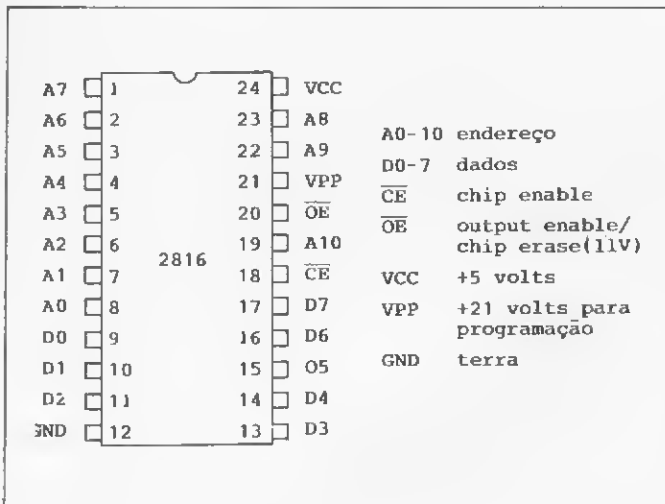 A7 1 24 VCC
A6 2 23 A8
A5 3 22 A9
A4 4 21 VPP
A3 5 20 OE
A2 6 19 A10
2816
A1 7 18 CE
A0 8 17 D7
D0 9 16 D6
D1 10 15 O5
D2 11 14 D4
GND 12 13 D3
A0-10 endereço
D0-7 dados
CE chip enable
OE output enable/
chip erase(11V)
VCC +5 volts
VPP +21 volts para
programação
GND terra